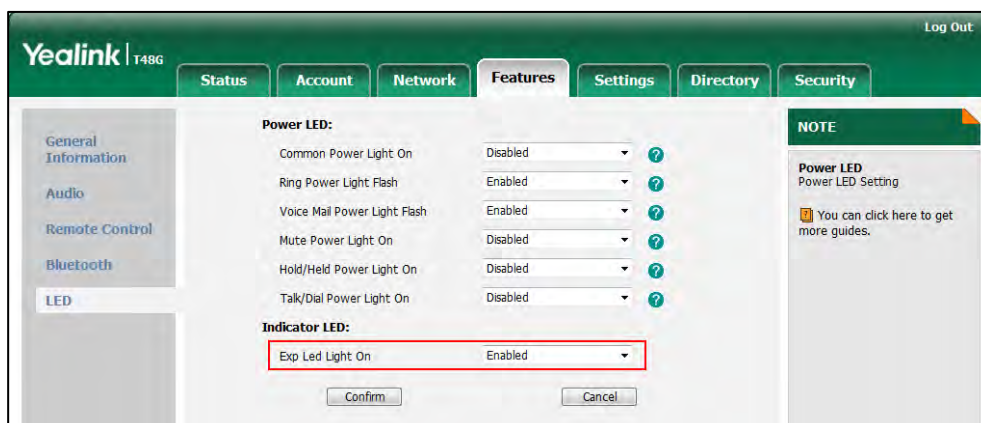 Log Out
Yealink | T48G
Status Account Network Features Settings Directory Security
General
Information
Audio
Remote Control
Bluetooth
LED
Power LED:
Common Power Light On Disabled ?
Ring Power Light Flash Enabled ?
Voice Mail Power Light Flash Enabled ?
Mute Power Light On Disabled ?
Hold/Held Power Light On Disabled ?
Talk/Dial Power Light On Disabled ?
Indicator LED:
Exp Led Light On Enabled
Confirm Cancel
NOTE
Power LED
Power LED Setting
? You can click here to get
more guides.